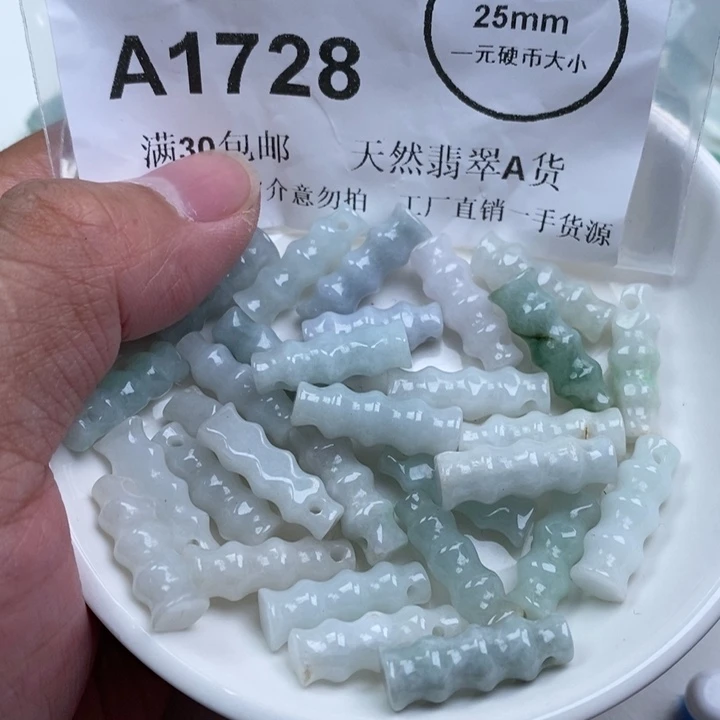 A1728
25mm
一元硬币大小
满30包邮 天然翡翠A货
介意勿拍 工厂直销一手货源